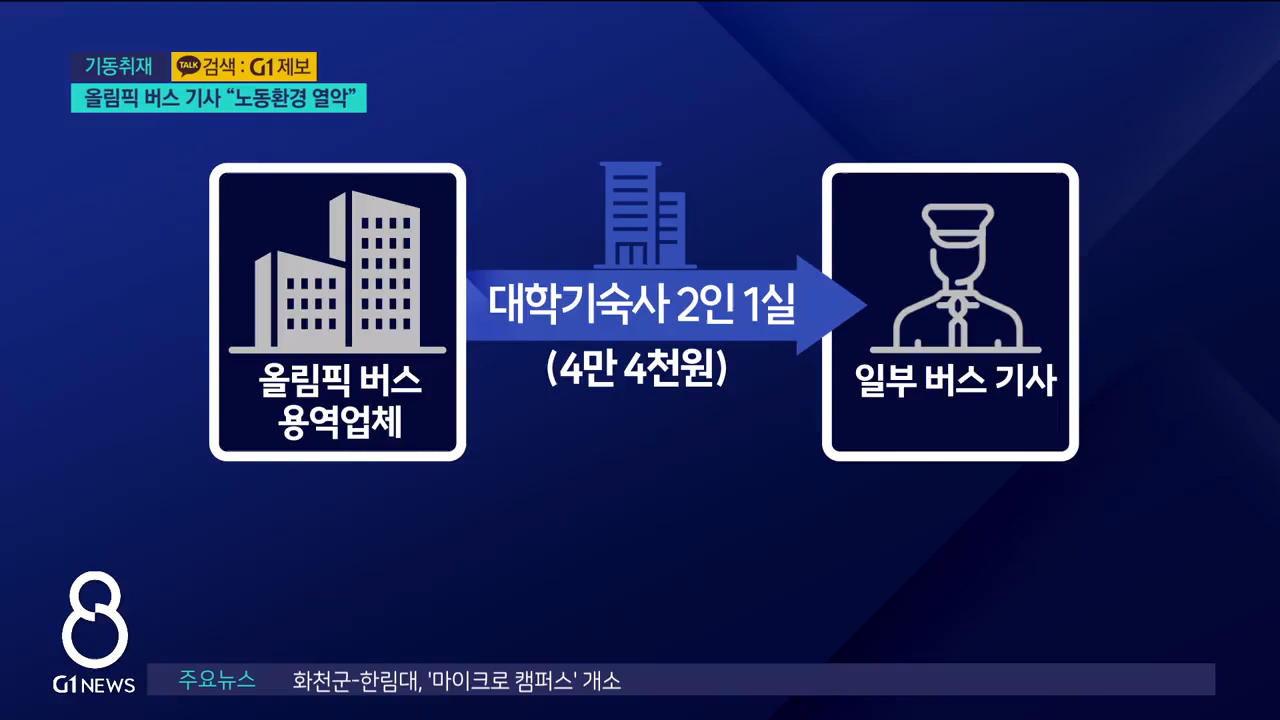 기동취재 TALK 검색 : G1 제보
올림픽 버스 기사 “노동환경 열악”
대학기숙사 2인 1실
(4만 4천원)
올림픽 버스
용역업체
일부 버스 기사
8
G1 NEWS
주요뉴스 화천군-한림대, '마이크로 캠퍼스' 개소